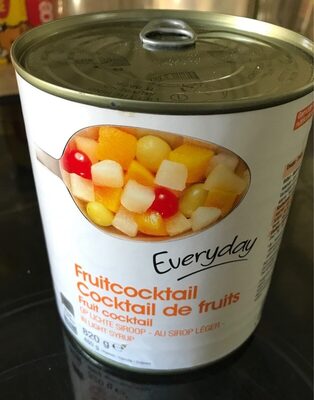 Everyday
Fruitcocktail
Cocktail de fruits
Fruit cocktail
OP LICHTE SIROOP - AU SIROP LÉGER -
IN LIGHT SYRUP
820 g e